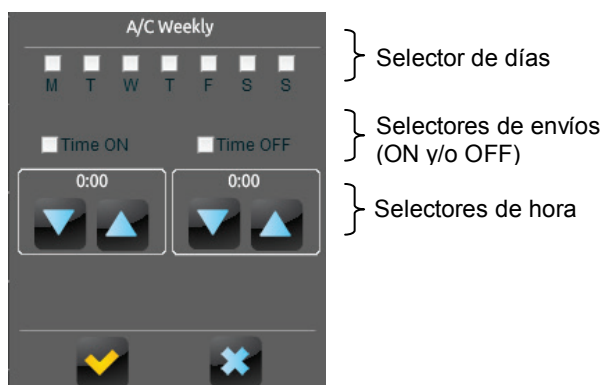 A/C Weekly
M T W T F S S
Time ON Time OFF
0:00 0:00
Selector de días
Selectores de envíos
(ON y/o OFF)
Selectores de hora